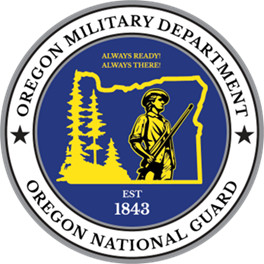 OREGON MILITARY DEPARTMENT
ALWAYS READY!
ALWAYS THERE!
EST
1843
OREGON NATIONAL GUARD